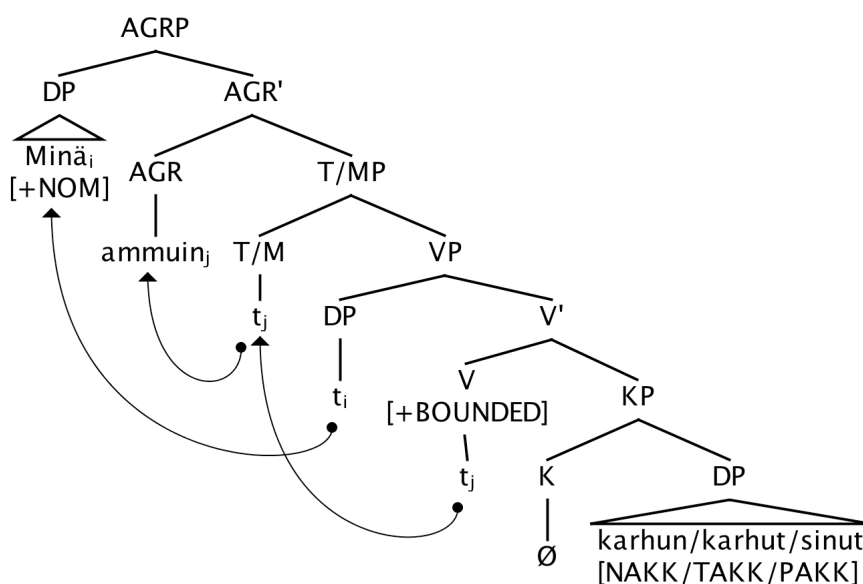 AGRP
DP AGR'
Minäᵢ AGR T/MP
[+NOM]
ammuinⱼ T/M VP
tⱼ DP V'
tᵢ V KP
[+BOUNDED]
tⱼ K DP
Ø karhun/karhut/sinut
[NAKK/TAKK/PAKK]